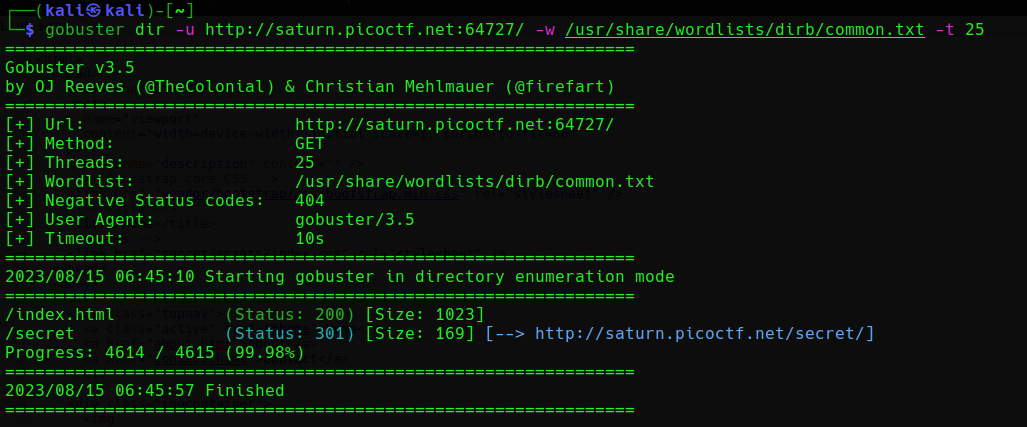 ┌──(kali㉿kali)-[~]
└─$ gobuster dir -u http://saturn.picoctf.net:64727/ -w /usr/share/wordlists/dirb/common.txt -t 25
===============================================================
Gobuster v3.5
by OJ Reeves (@TheColonial) & Christian Mehlmauer (@firefart)
===============================================================
[+] Url:                     http://saturn.picoctf.net:64727/
[+] Method:                  GET
[+] Threads:                 25
[+] Wordlist:                /usr/share/wordlists/dirb/common.txt
[+] Negative Status codes:   404
[+] User Agent:              gobuster/3.5
[+] Timeout:                 10s
===============================================================
2023/08/15 06:45:10 Starting gobuster in directory enumeration mode
===============================================================
/index.html           (Status: 200) [Size: 1023]
/secret               (Status: 301) [Size: 169] [--> http://saturn.picoctf.net/secret/]
Progress: 4614 / 4615 (99.98%)
===============================================================
2023/08/15 06:45:57 Finished
===============================================================